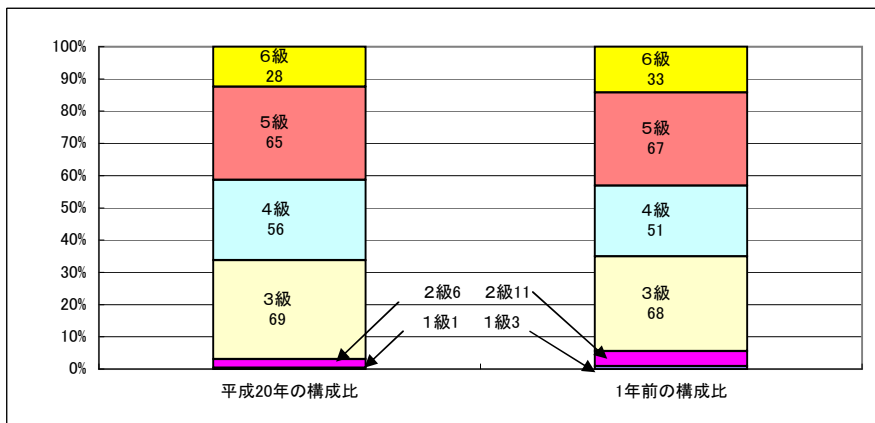 100%
90%
80%
70%
60%
50%
40%
30%
20%
10%
0%
６級
28
５級
65
４級
56
３級
69
２級6
１級1
６級
33
５級
67
４級
51
３級
68
２級11
１級3
平成20年の構成比
1年前の構成比